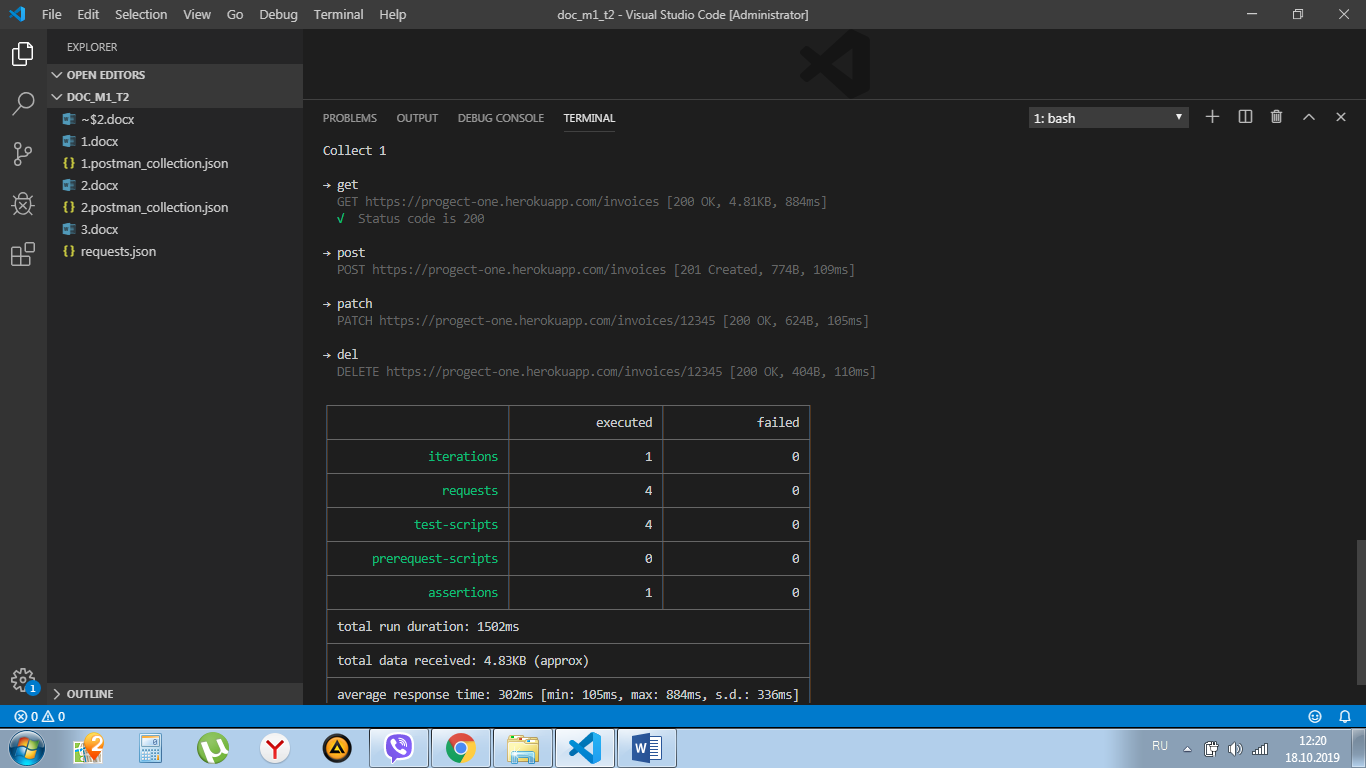 File Edit Selection View Go Debug Terminal Help
doc_m1_t2 - Visual Studio Code [Administrator]
EXPLORER
OPEN EDITORS
DOC_M1_T2
~$2.docx
1.docx
{} 1.postman_collection.json
2.docx
{} 2.postman_collection.json
3.docx
{} requests.json
OUTLINE
1
PROBLEMS OUTPUT DEBUG CONSOLE TERMINAL
1: bash
Collect 1
→ get
GET https://progect-one.herokuapp.com/invoices [200 OK, 4.81KB, 884ms]
√ Status code is 200
→ post
POST https://progect-one.herokuapp.com/invoices [201 Created, 774B, 109ms]
→ patch
PATCH https://progect-one.herokuapp.com/invoices/12345 [200 OK, 624B, 105ms]
→ del
DELETE https://progect-one.herokuapp.com/invoices/12345 [200 OK, 404B, 110ms]
executed failed
iterations 1 0
requests 4 0
test-scripts 4 0
prerequest-scripts 0 0
assertions 1 0
total run duration: 1502ms
total data received: 4.83KB (approx)
average response time: 302ms [min: 105ms, max: 884ms, s.d.: 336ms]
0 0
2
Y
W
RU
12:20
18.10.2019